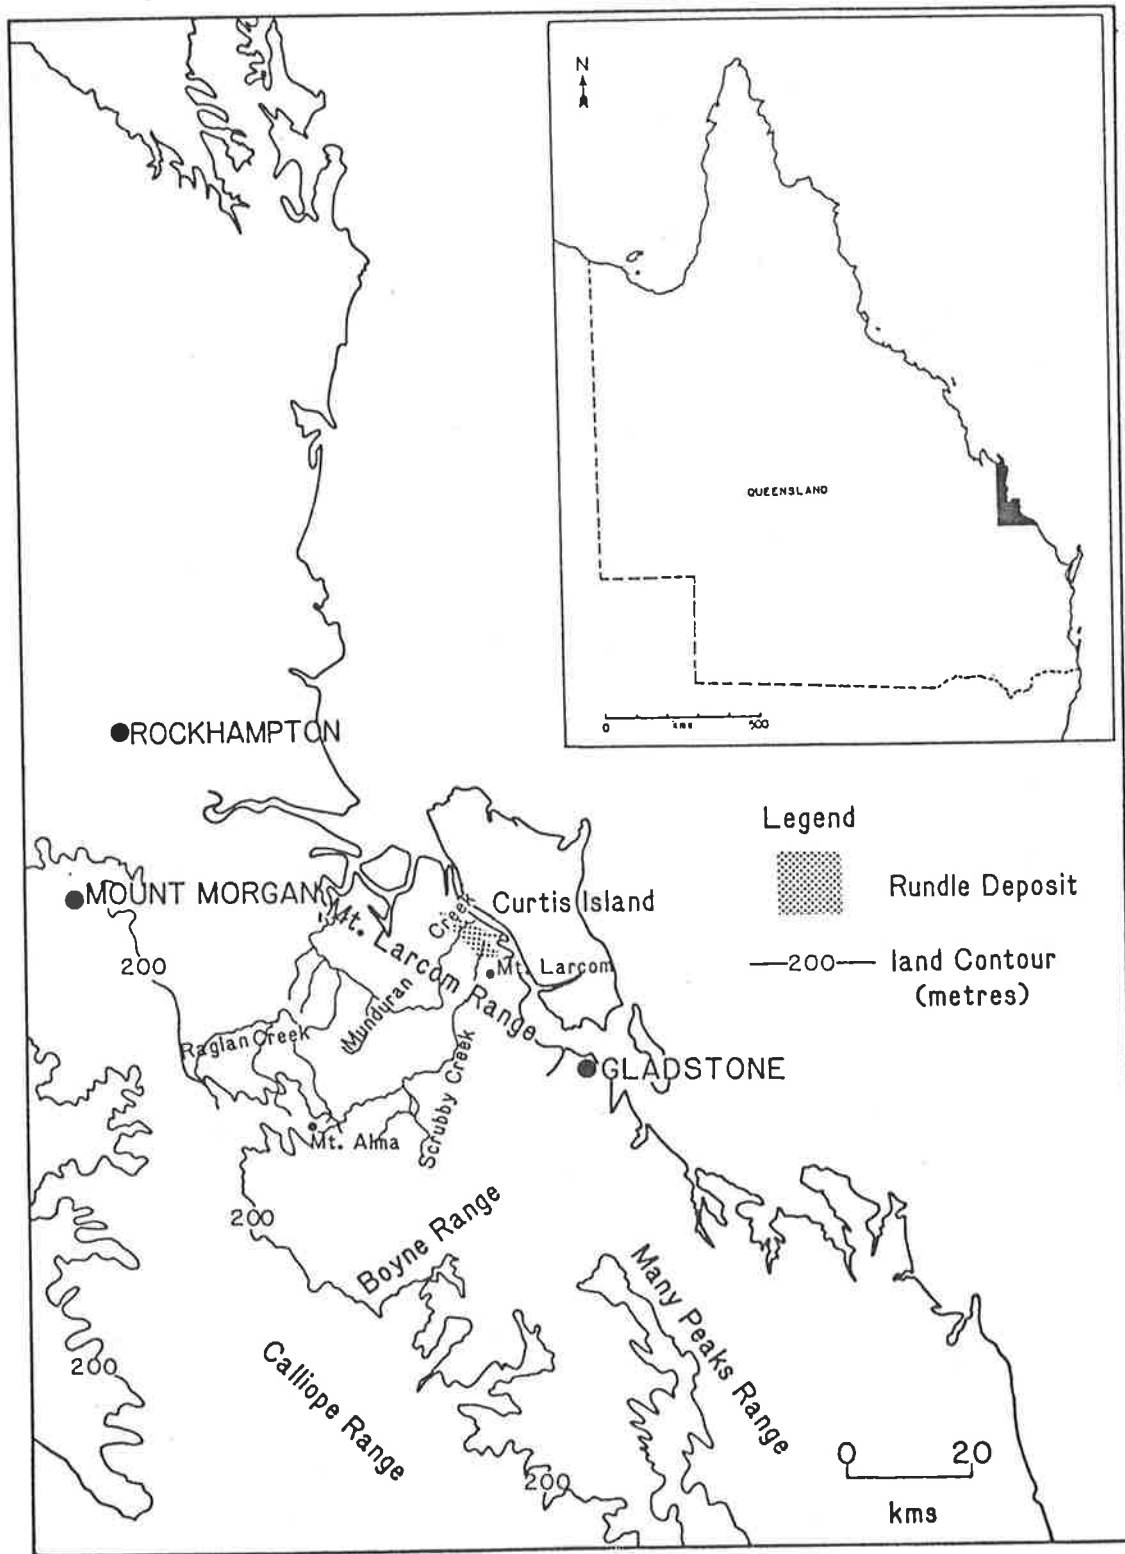 N
QUEENSLAND
0 kms 500
ROCKHAMPTON
Legend
Rundle Deposit
200 land Contour
(metres)
MOUNT MORGAN
Curtis Island
Mt. Larcom Range
Creek
Munduran
Mt. Larcom
200
Raglan Creek
GLADSTONE
Scrubby Creek
Mt. Alma
200
Boyne Range
Many Peaks Range
Calliope Range
200
200
0 20
kms